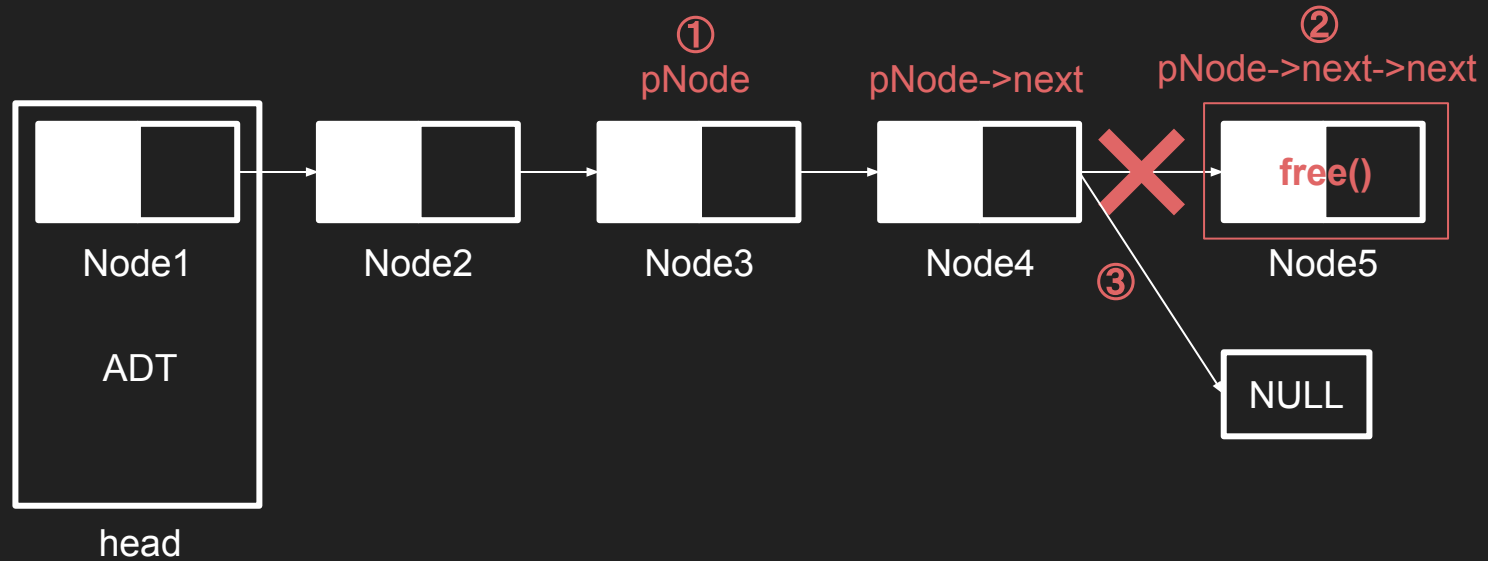 ①
pNode
pNode->next
②
pNode->next->next
free()
Node1
Node2
Node3
Node4
Node5
③
ADT
NULL
head